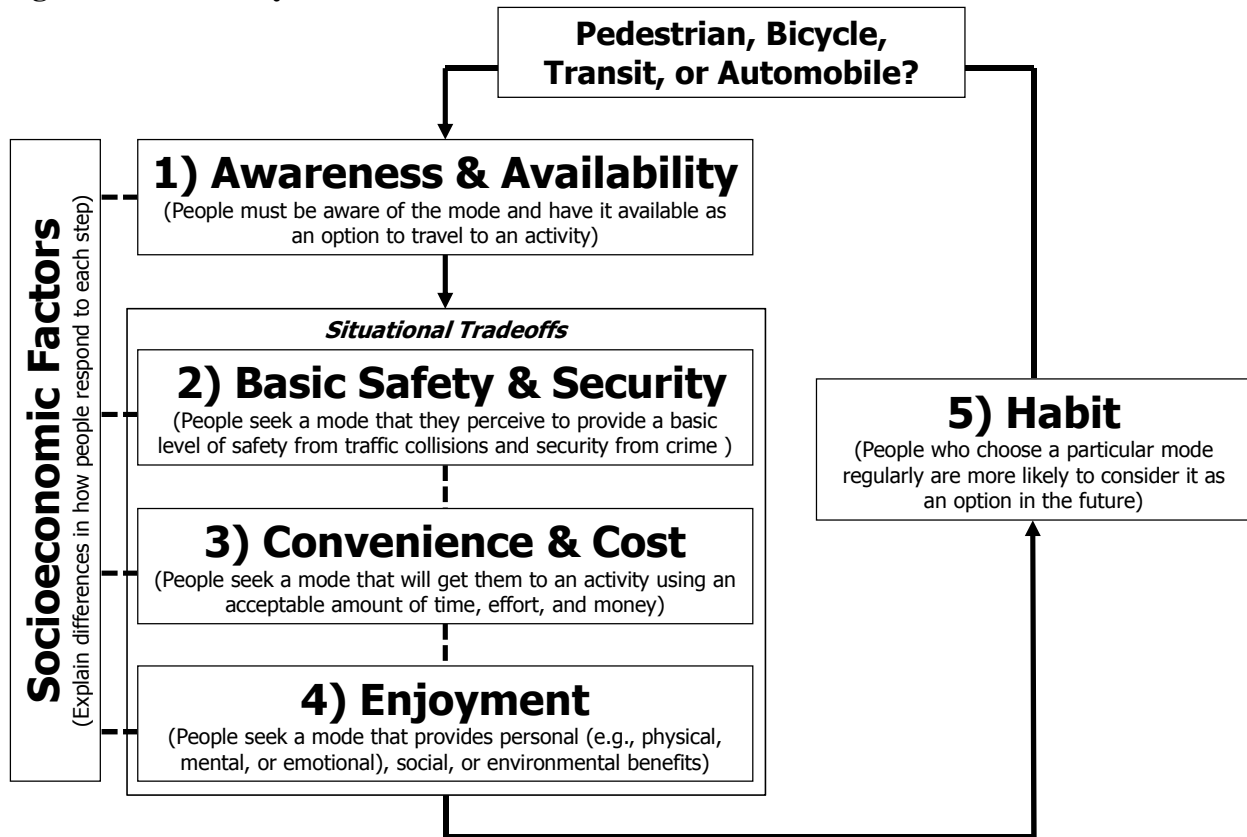 Pedestrian, Bicycle,
Transit, or Automobile?
Socioeconomic Factors
(Explain differences in how people respond to each step)
1) Awareness & Availability
(People must be aware of the mode and have it available as
an option to travel to an activity)
Situational Tradeoffs
2) Basic Safety & Security
(People seek a mode that they perceive to provide a basic
level of safety from traffic collisions and security from crime )
3) Convenience & Cost
(People seek a mode that will get them to an activity using an
acceptable amount of time, effort, and money)
4) Enjoyment
(People seek a mode that provides personal (e.g., physical,
mental, or emotional), social, or environmental benefits)
5) Habit
(People who choose a particular mode
regularly are more likely to consider it as
an option in the future)